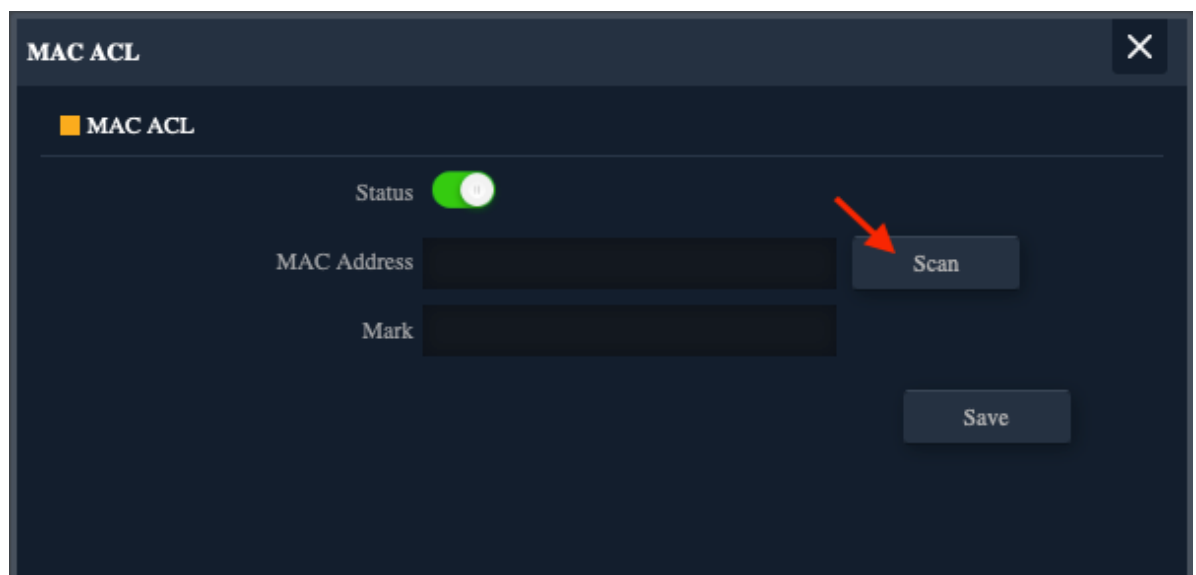 MAC ACL
MAC ACL
Status
MAC Address
Scan
Mark
Save